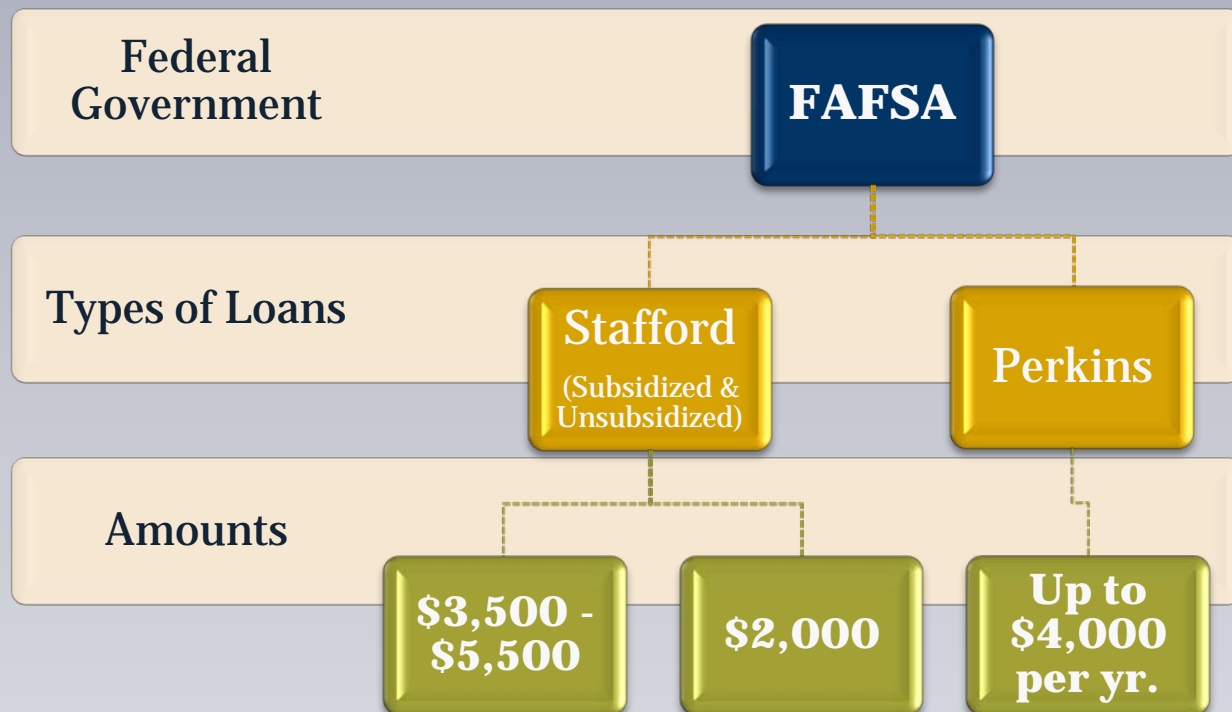 Federal
Government
FAFSA
Types of Loans
Stafford
(Subsidized &
Unsubsidized)
Perkins
Amounts
$3,500 -
$5,500
$2,000
Up to
$4,000
per yr.